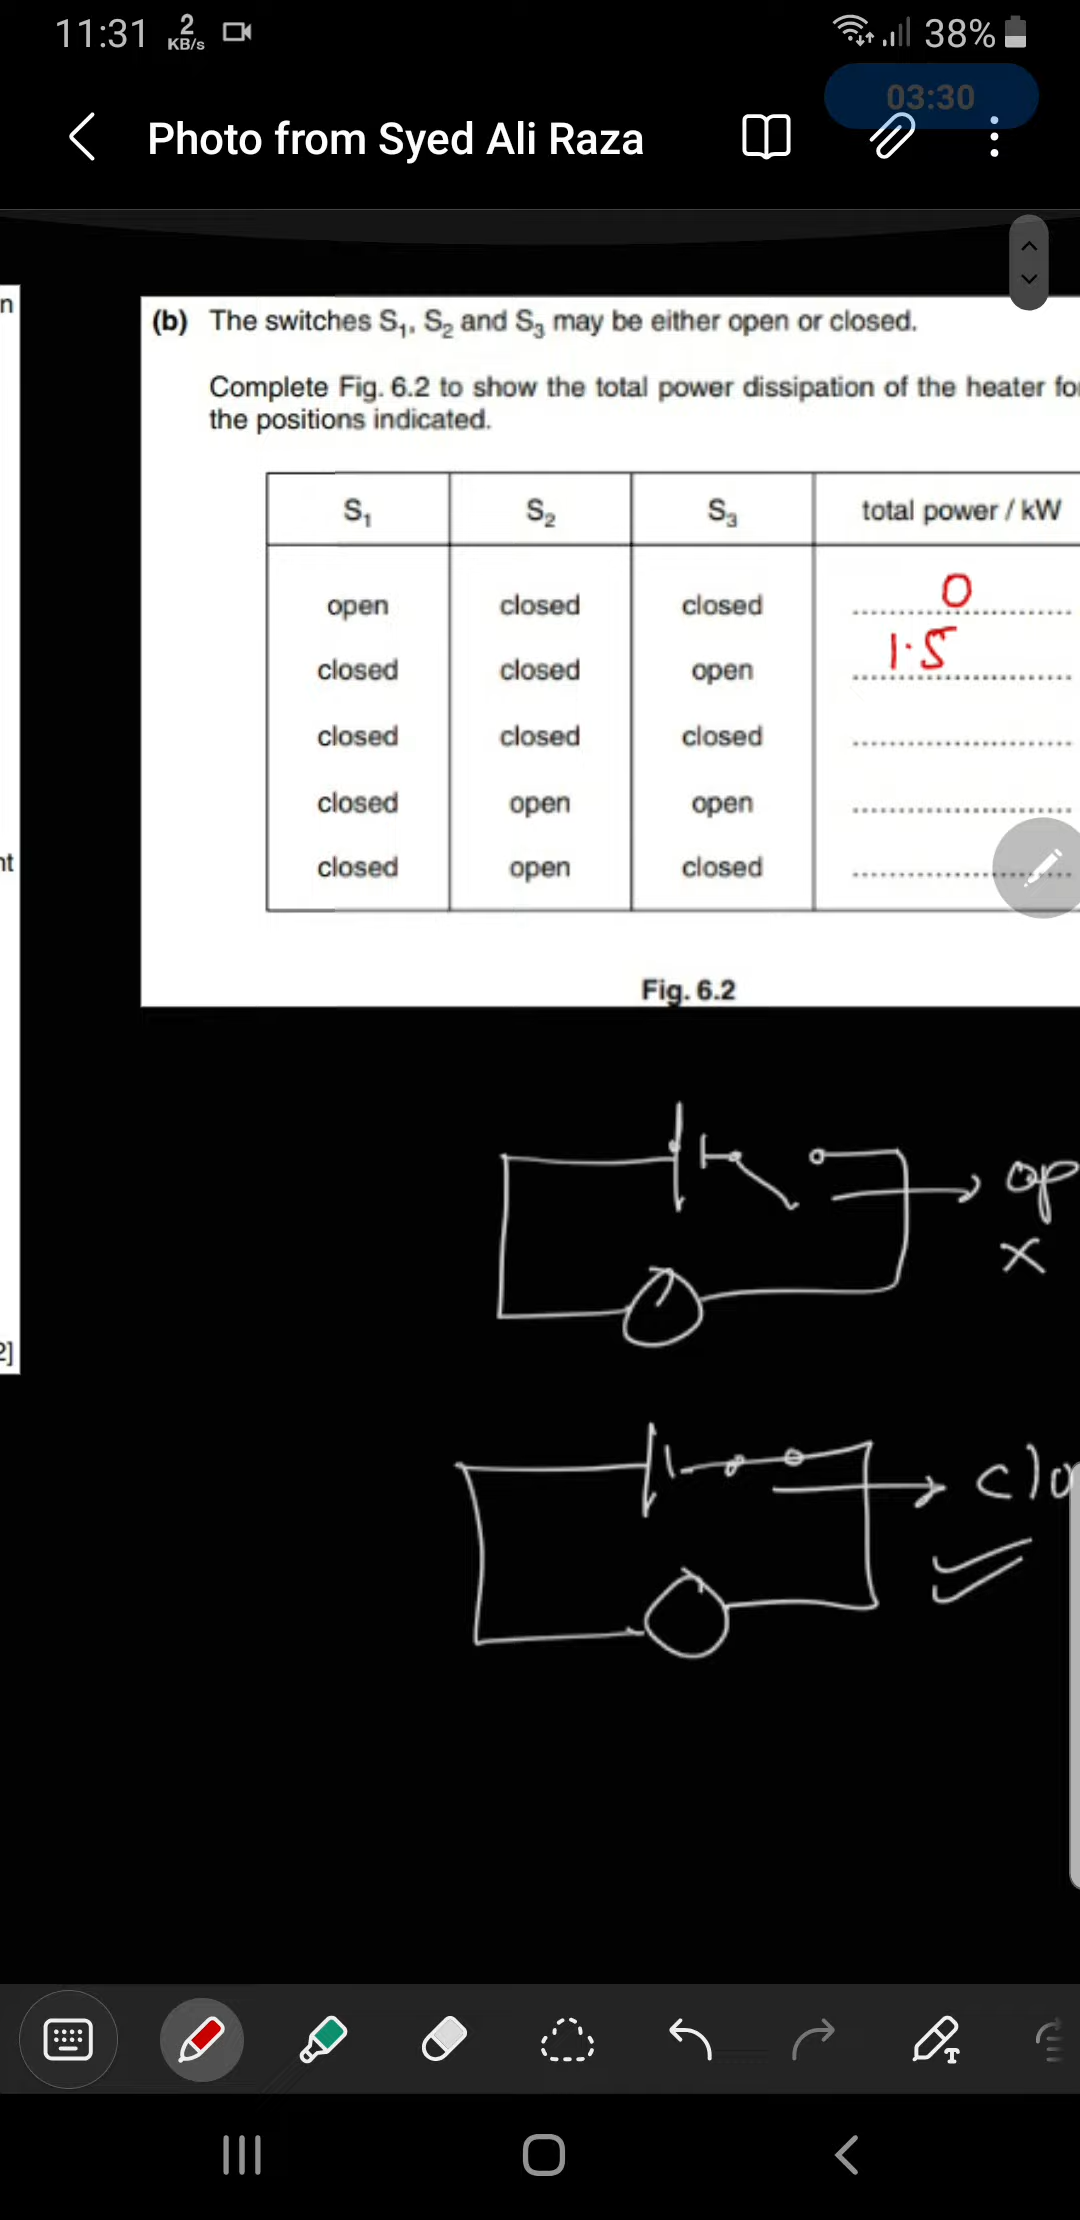 11:31 2 KB/s 38%
03:30
Photo from Syed Ali Raza
n
(b) The switches S₁, S₂ and S₃ may be either open or closed.
Complete Fig. 6.2 to show the total power dissipation of the heater for
the positions indicated.
S₁ S₂ S₃ total power / kW
open closed closed 0
closed closed open 1.5
closed closed closed
closed open open
nt
closed open closed
Fig. 6.2
op
x
2]
clo
T